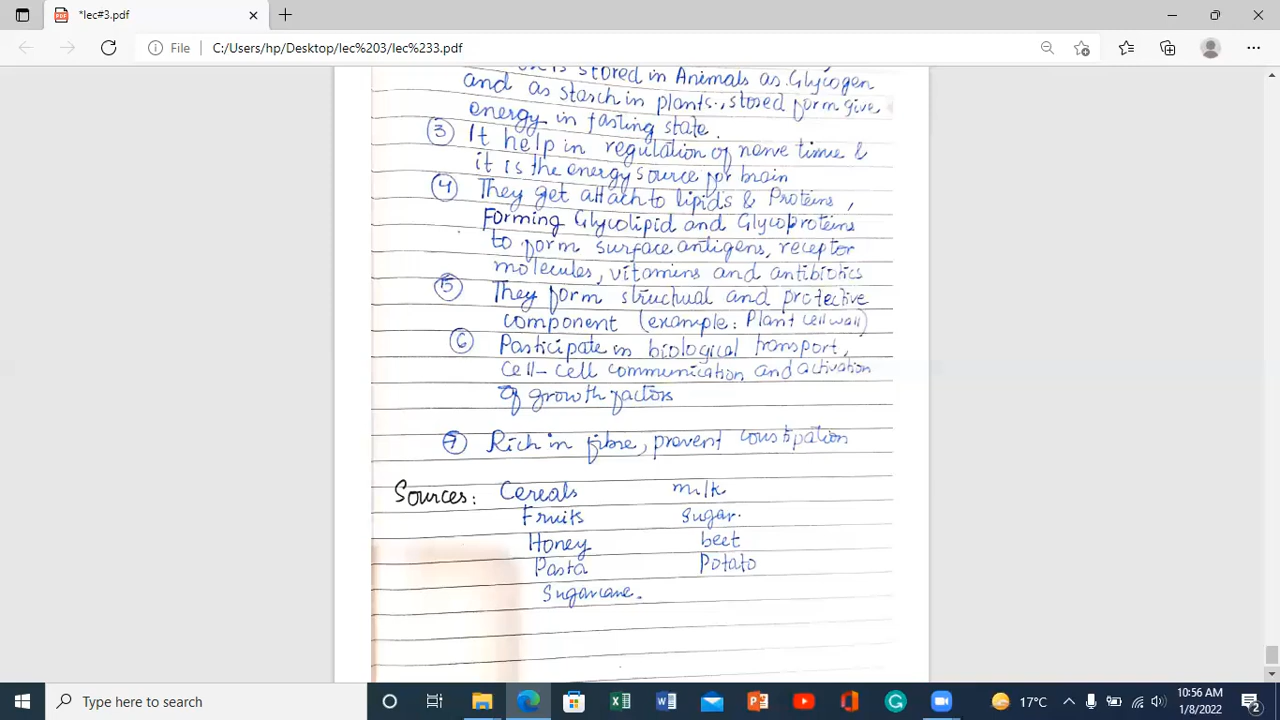 *lec#3.pdf
File C:/Users/hp/Desktop/lec%203/lec%233.pdf
is stored in Animals as Glycogen
and as starch in plants, stored form give
energy in fasting state.
③ It help in regulation of nerve time &
it is the energy source for brain
④ They get attach to lipids & Proteins,
Forming Glycolipid and Glycoproteins
to form surface antigens, receptor
molecules, vitamins and antibiotics
⑤ They form structual and protective
component (example: Plant cell wall)
⑥ Participate in biological transport,
cell-cell communication and activation
of growth factors
⑦ Rich in fibre, prevent constipation
Sources: Cereals milk
Fruits sugar.
Honey beet
Pasta Potato
Sugarcane.
Type here to search
17°C
10:56 AM
1/8/2022
2